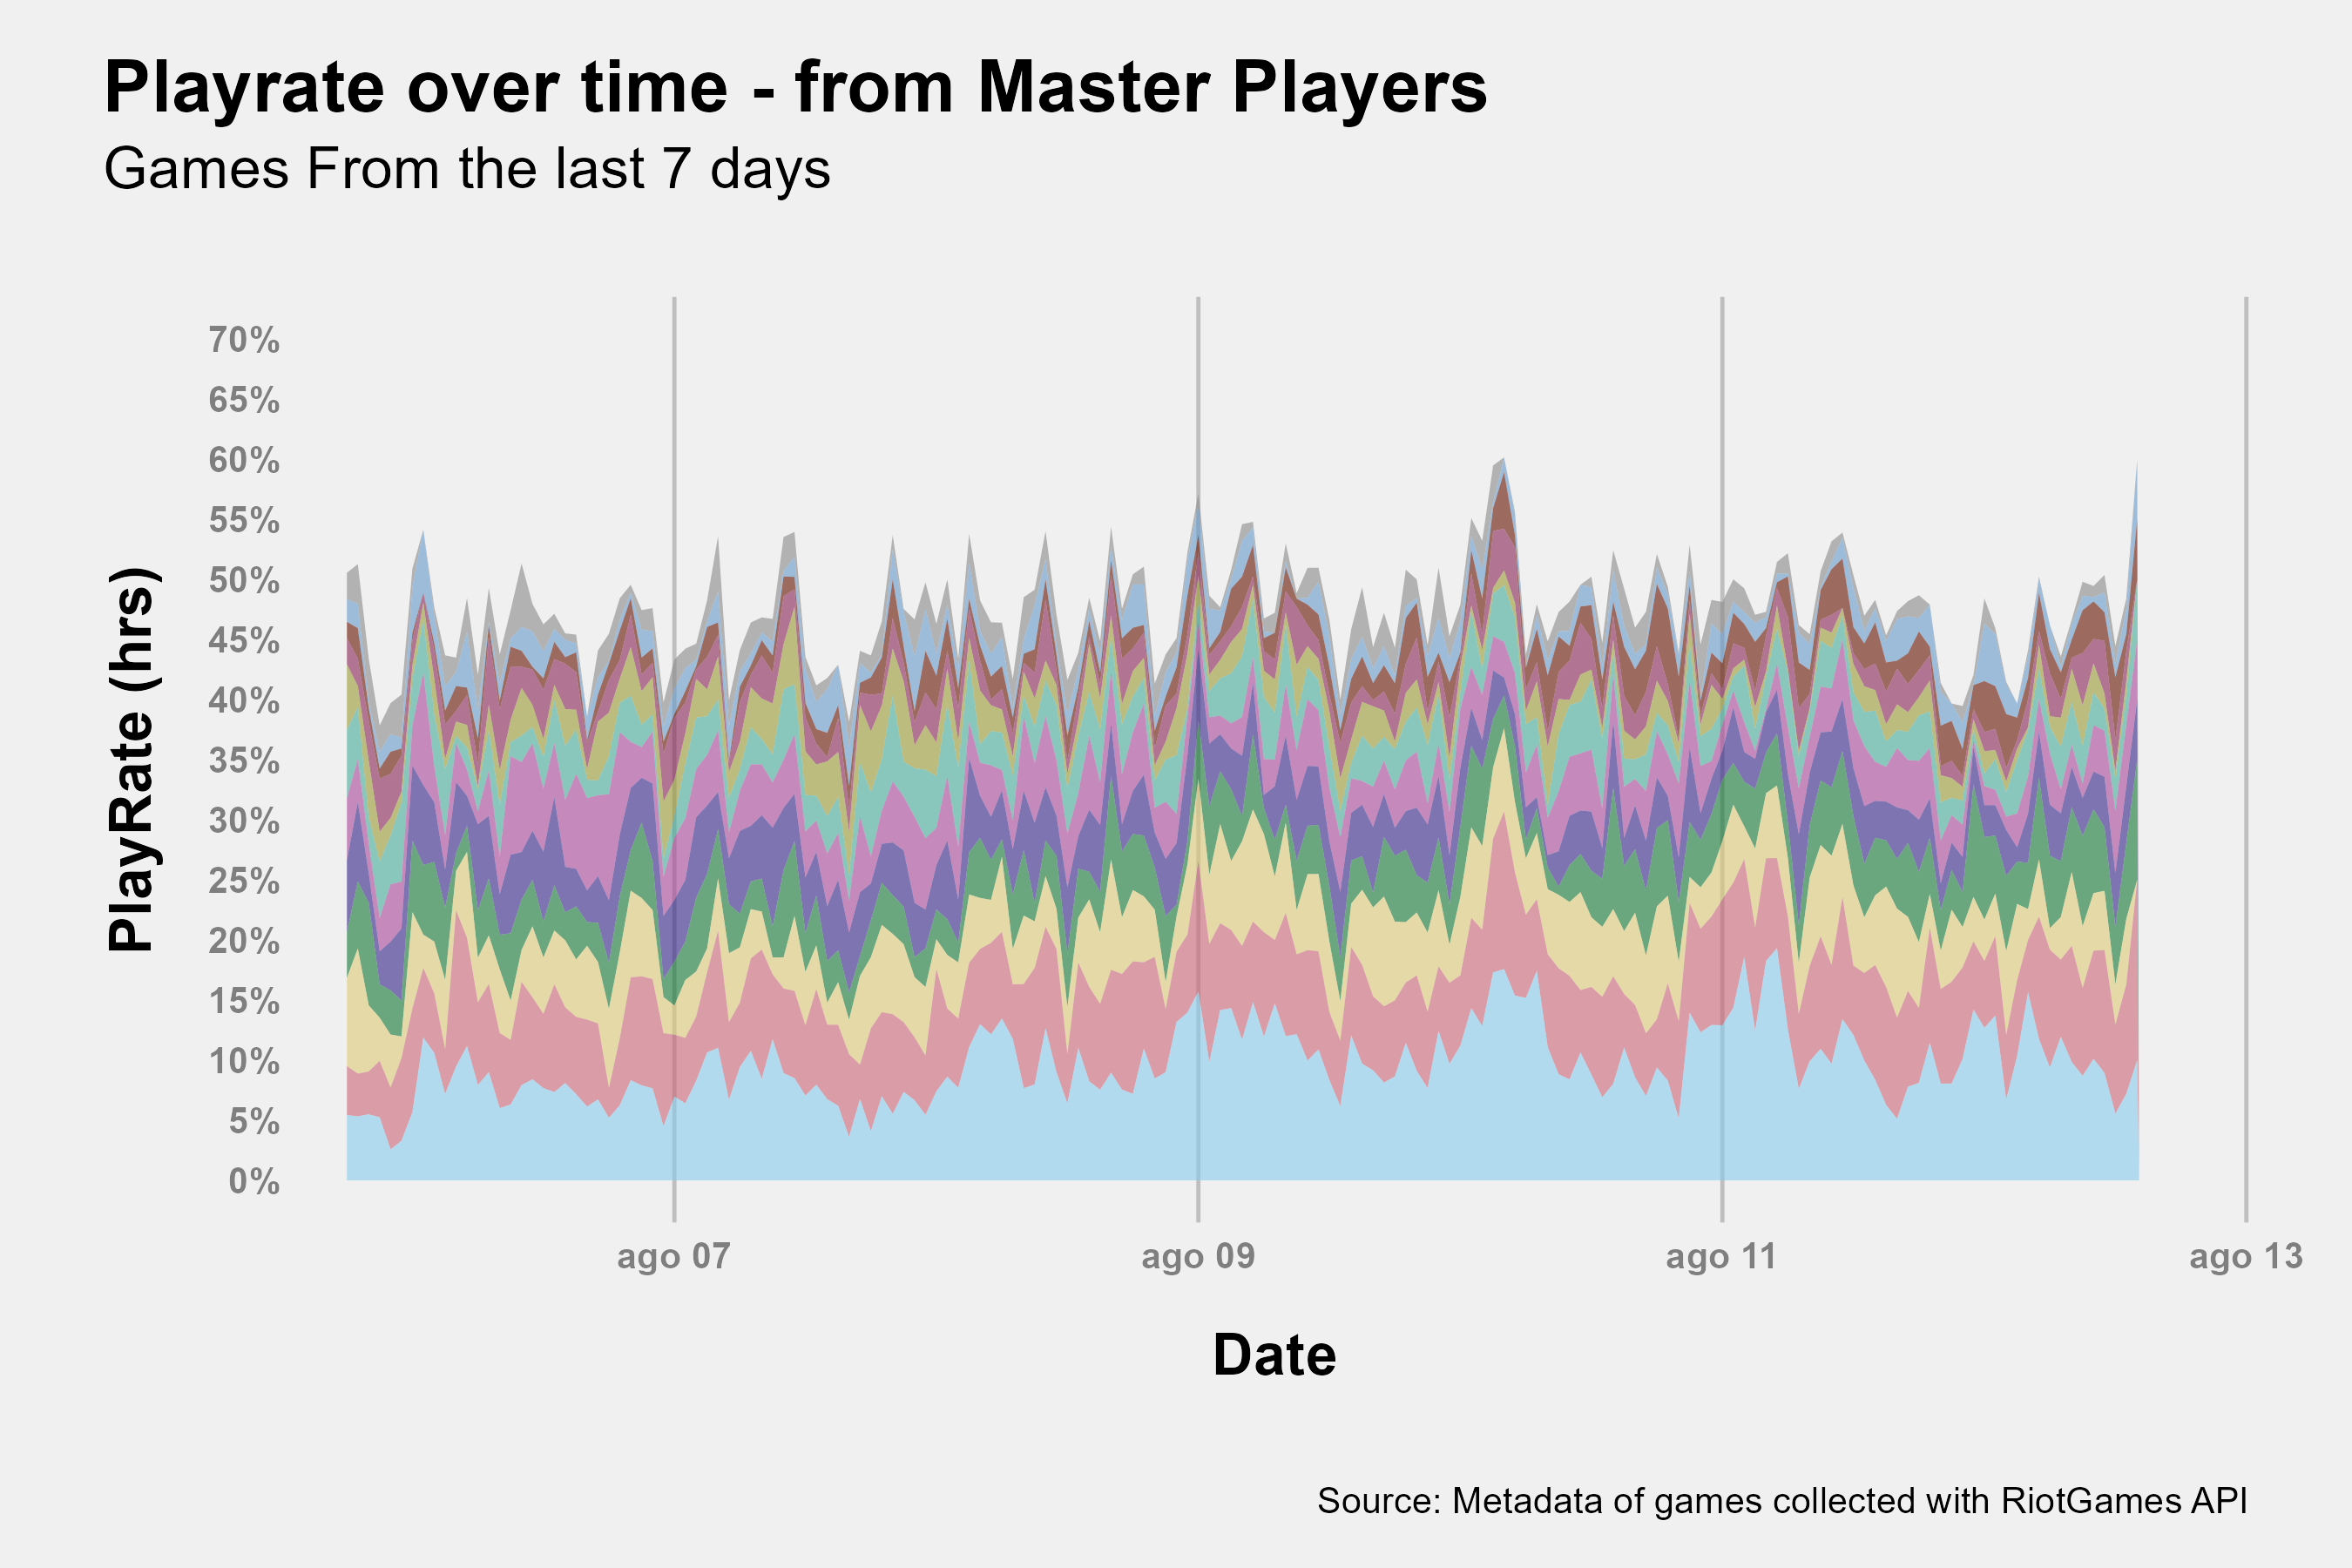 Playrate over time - from Master Players
Games From the last 7 days
70%
65%
60%
55%
50%
45%
40%
35%
30%
25%
20%
15%
10%
5%
0%
PlayRate (hrs)
ago 07
ago 09
ago 11
ago 13
Date
Source: Metadata of games collected with RiotGames API